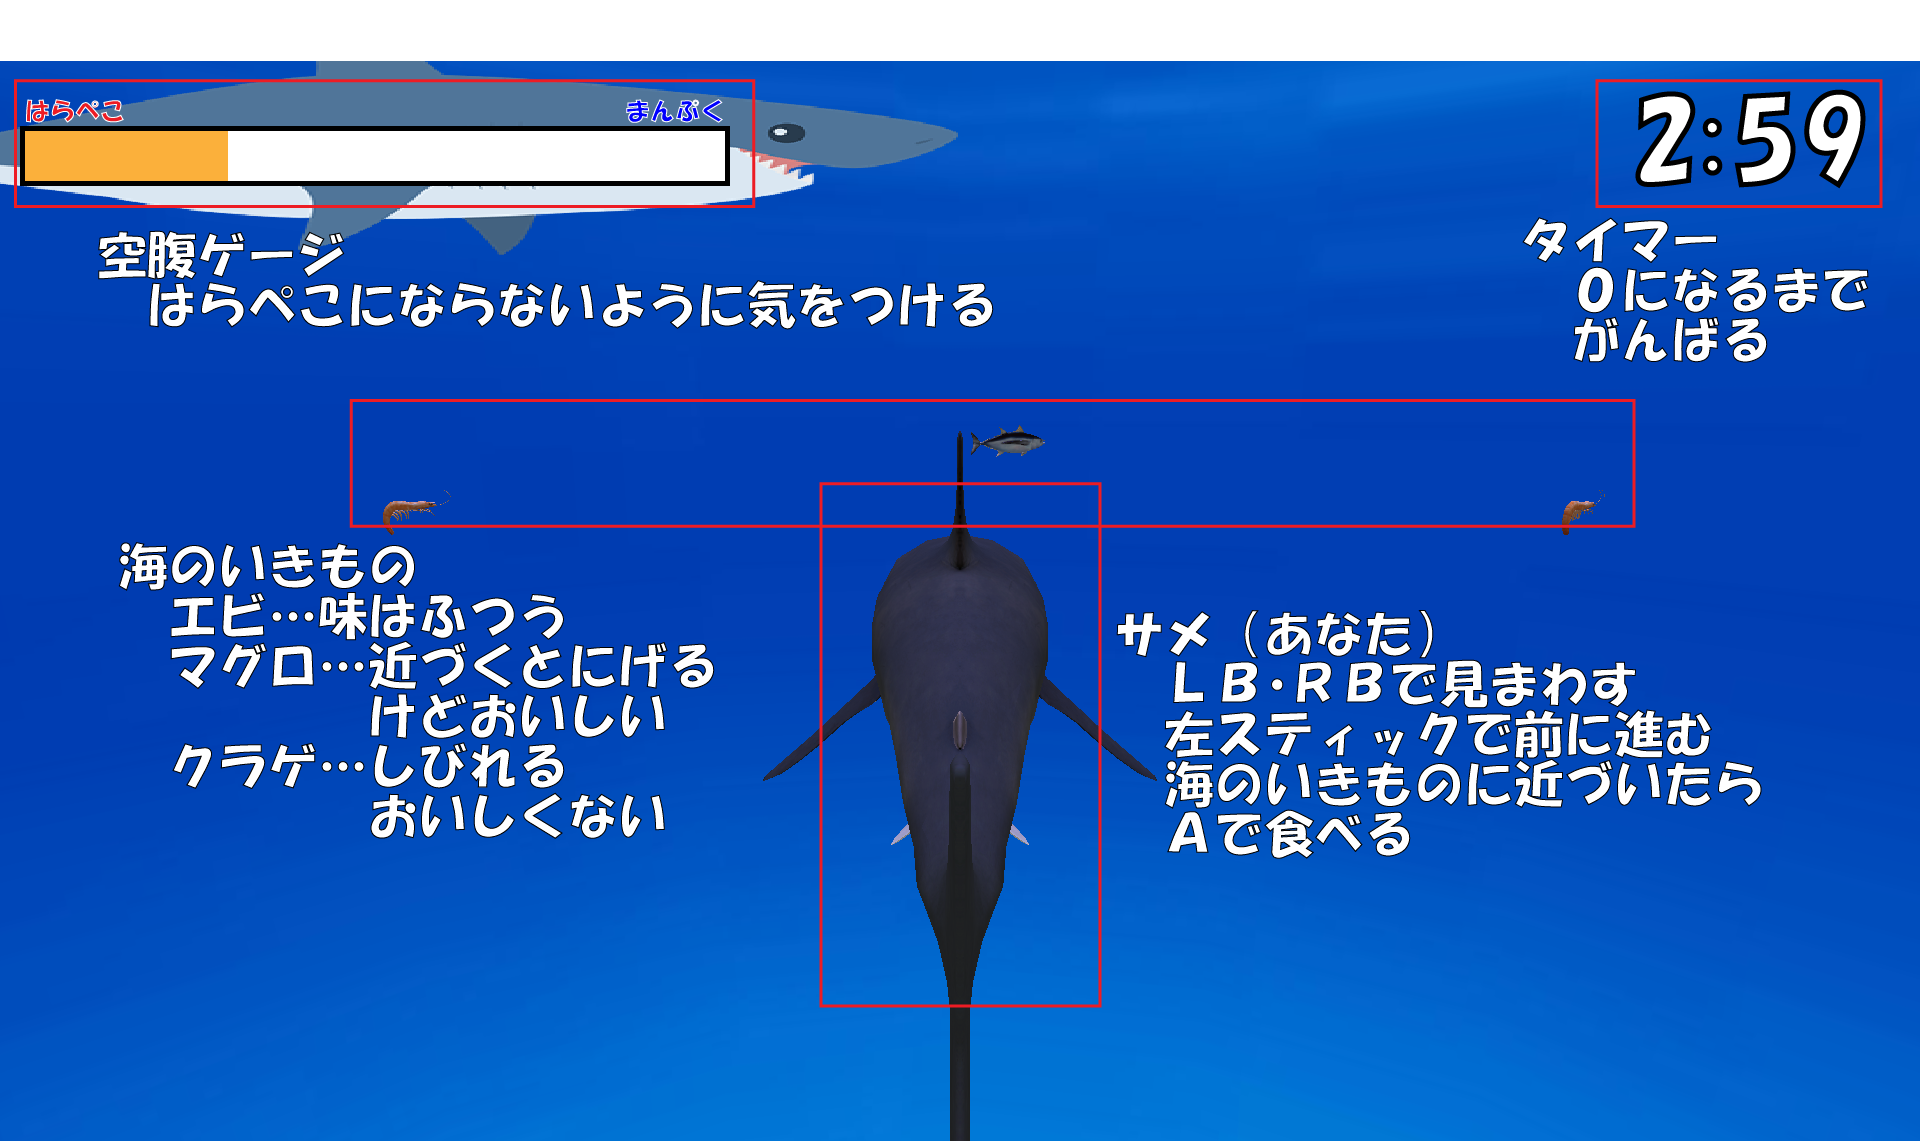 はらぺこ
まんぷく
2:59
空腹ゲージ
はらぺこにならないように気をつける
タイマー
０になるまで
がんばる
海のいきもの
エビ…味はふつう
マグロ…近づくとにげる
けどおいしい
クラゲ…しびれる
おいしくない
サメ（あなた）
ＬＢ・ＲＢで見まわす
左スティックで前に進む
海のいきものに近づいたら
Ａで食べる